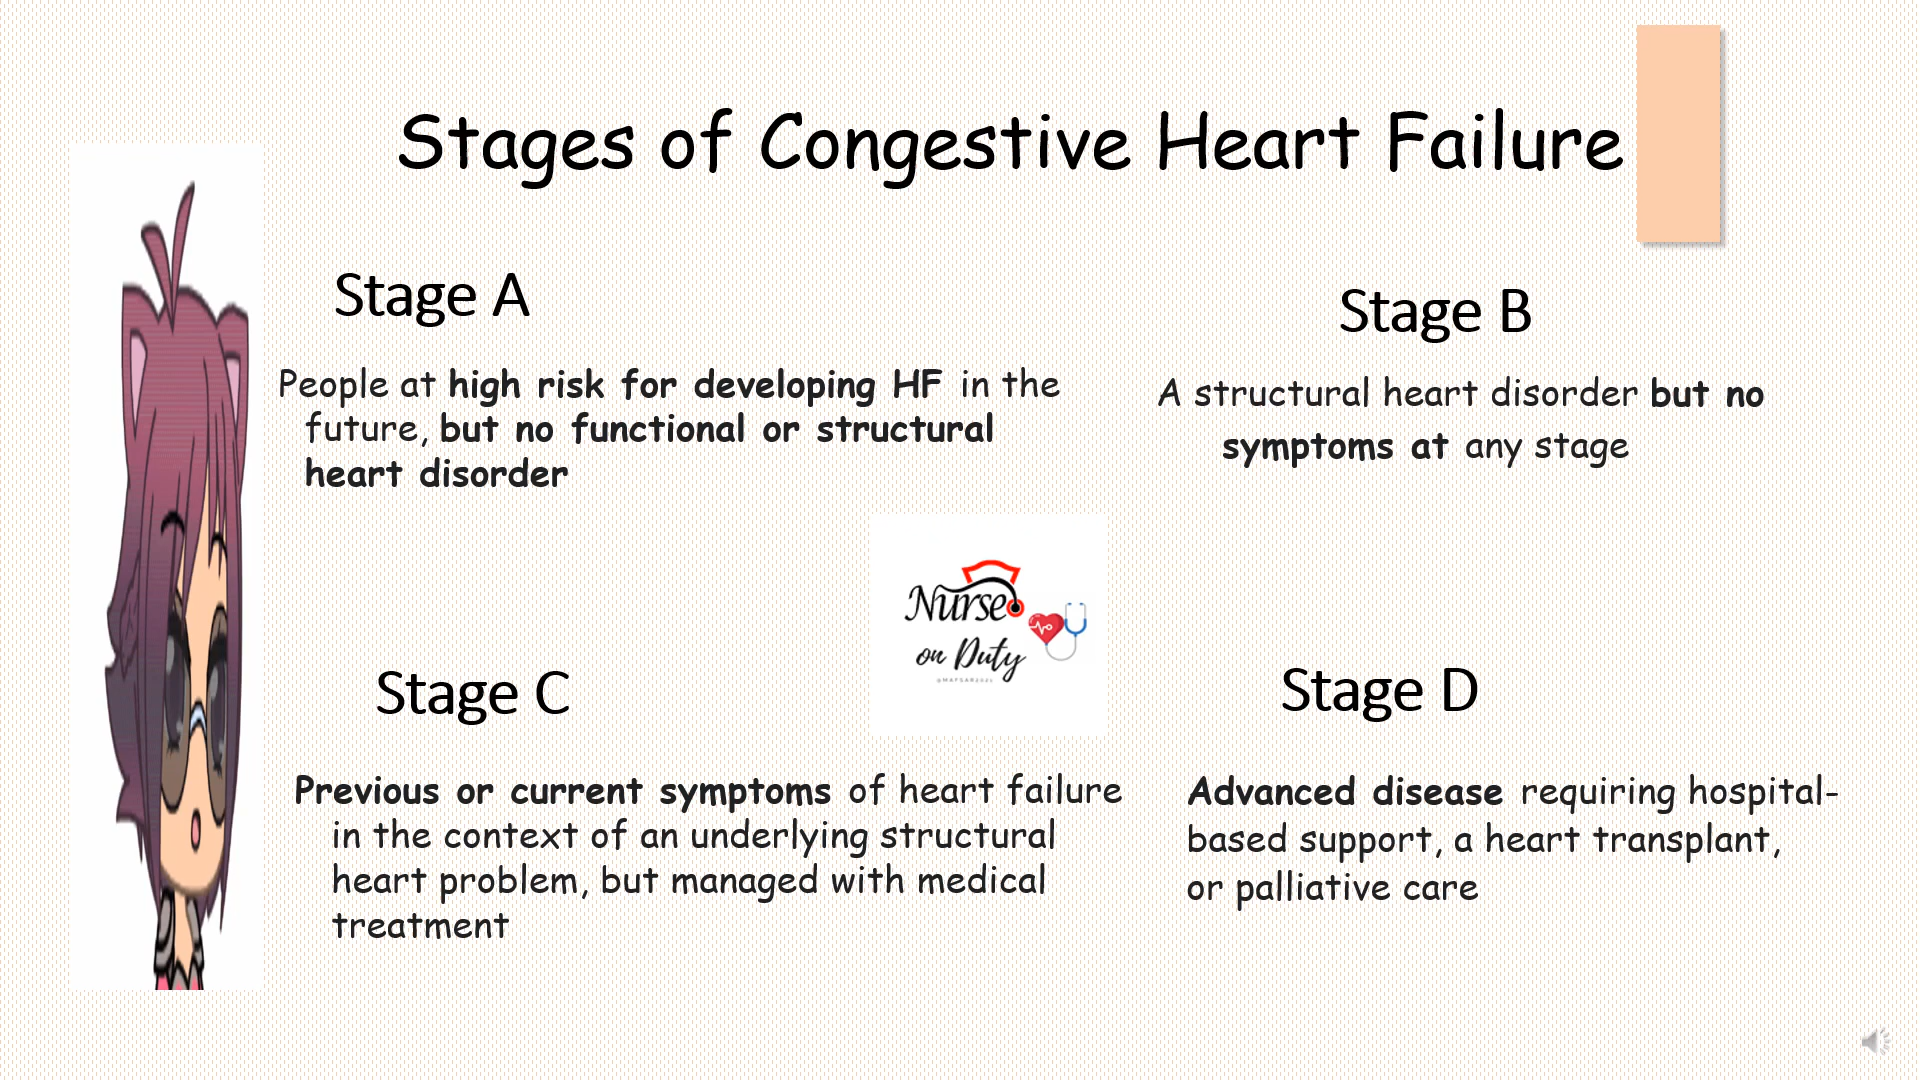 Stages of Congestive Heart Failure
Stage A
People at high risk for developing HF in the
future, but no functional or structural
heart disorder
Stage B
A structural heart disorder but no
symptoms at any stage
Nurse
on Duty
Stage C
Previous or current symptoms of heart failure
in the context of an underlying structural
heart problem, but managed with medical
treatment
Stage D
Advanced disease requiring hospital-
based support, a heart transplant,
or palliative care